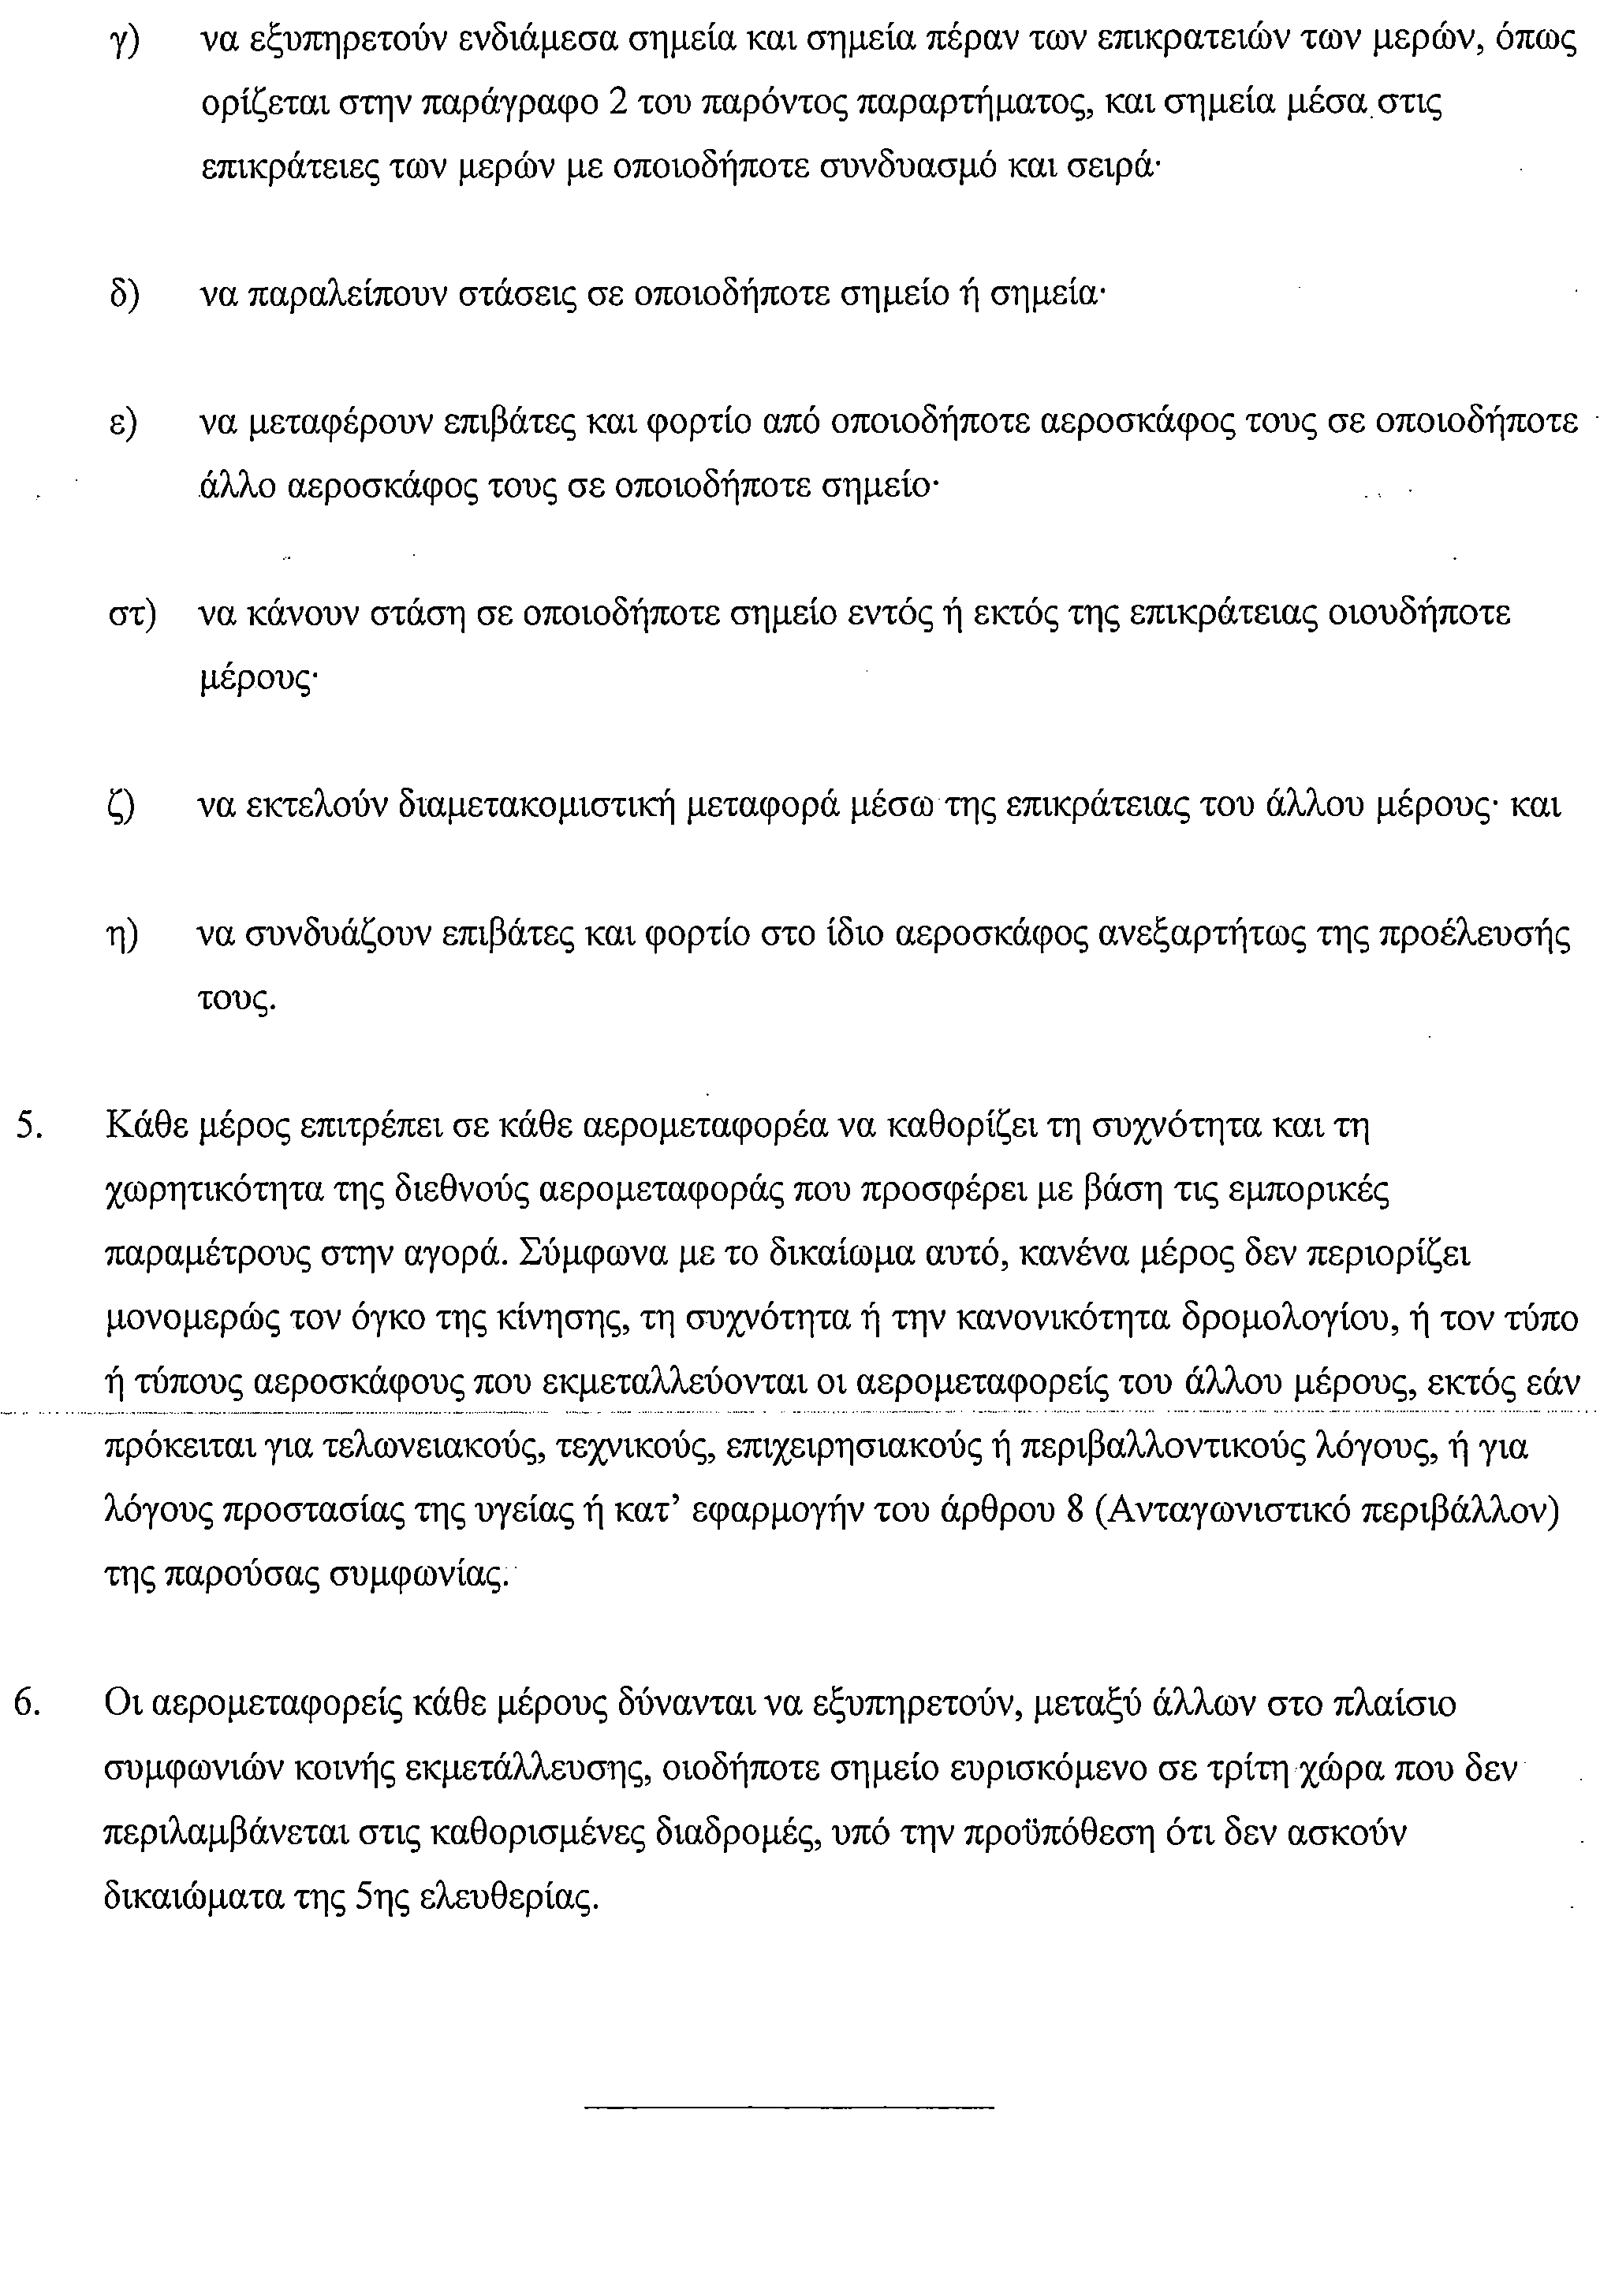 γ) να εξυπηρετούν ενδιάμεσα σημεία και σημεία πέραν των επικρατειών των μερών, όπως
ορίζεται στην παράγραφο 2 του παρόντος παραρτήματος, και σημεία μέσα στις
επικράτειες των μερών με οποιοδήποτε συνδυασμό και σειρά·
δ) να παραλείπουν στάσεις σε οποιοδήποτε σημείο ή σημεία·
ε) να μεταφέρουν επιβάτες και φορτίο από οποιοδήποτε αεροσκάφος τους σε οποιοδήποτε
άλλο αεροσκάφος τους σε οποιοδήποτε σημείο·
στ) να κάνουν στάση σε οποιοδήποτε σημείο εντός ή εκτός της επικράτειας οιουδήποτε
μέρους·
ζ) να εκτελούν διαμετακομιστική μεταφορά μέσω της επικράτειας του άλλου μέρους· και
η) να συνδυάζουν επιβάτες και φορτίο στο ίδιο αεροσκάφος ανεξαρτήτως της προέλευσής
τους.
5. Κάθε μέρος επιτρέπει σε κάθε αερομεταφορέα να καθορίζει τη συχνότητα και τη
χωρητικότητα της διεθνούς αερομεταφοράς που προσφέρει με βάση τις εμπορικές
παραμέτρους στην αγορά. Σύμφωνα με το δικαίωμα αυτό, κανένα μέρος δεν περιορίζει
μονομερώς τον όγκο της κίνησης, τη συχνότητα ή την κανονικότητα δρομολογίου, ή τον τύπο
ή τύπους αεροσκάφους που εκμεταλλεύονται οι αερομεταφορείς του άλλου μέρους, εκτός εάν
πρόκειται για τελωνειακούς, τεχνικούς, επιχειρησιακούς ή περιβαλλοντικούς λόγους, ή για
λόγους προστασίας της υγείας ή κατ’ εφαρμογήν του άρθρου 8 (Ανταγωνιστικό περιβάλλον)
της παρούσας συμφωνίας.
6. Οι αερομεταφορείς κάθε μέρους δύνανται να εξυπηρετούν, μεταξύ άλλων στο πλαίσιο
συμφωνιών κοινής εκμετάλλευσης, οιοδήποτε σημείο ευρισκόμενο σε τρίτη χώρα που δεν
περιλαμβάνεται στις καθορισμένες διαδρομές, υπό την προϋπόθεση ότι δεν ασκούν
δικαιώματα της 5ης ελευθερίας.